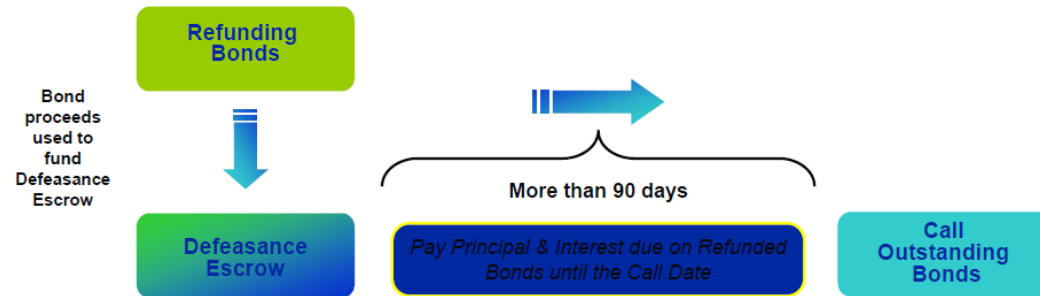 Refunding
Bonds
Bond
proceeds
used to
fund
Defeasance
Escrow
More than 90 days
Defeasance
Escrow
Pay Principal & Interest due on Refunded
Bonds until the Call Date
Call
Outstanding
Bonds